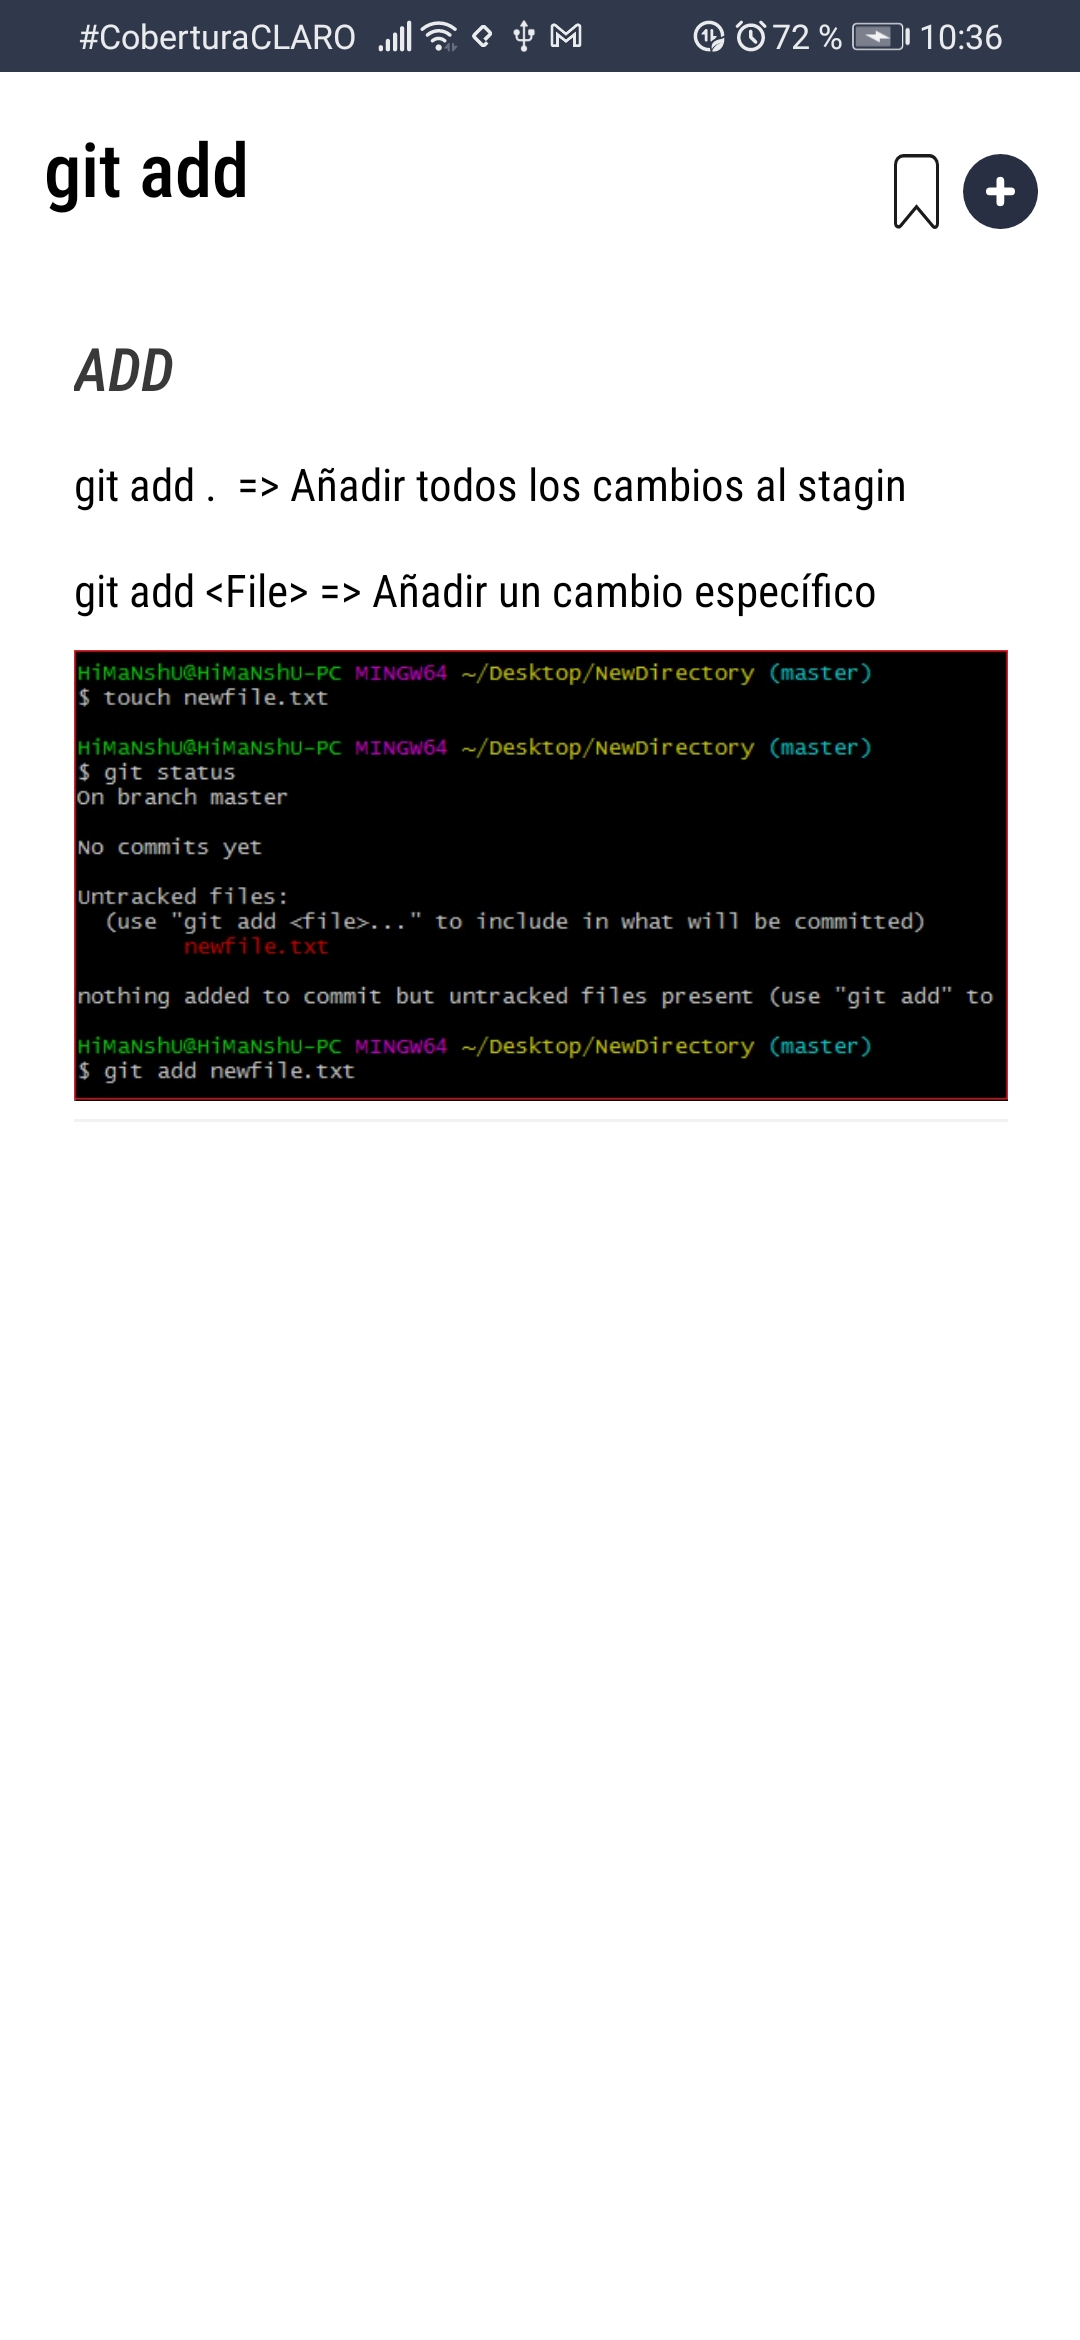 #CoberturaCLARO 72 % 10:36
git add
ADD
git add .  => Añadir todos los cambios al stagin
git add <File> => Añadir un cambio específico
HiMaNshU@HiMaNshU-PC MINGW64 ~/Desktop/NewDirectory (master)
$ touch newfile.txt
HiMaNshU@HiMaNshU-PC MINGW64 ~/Desktop/NewDirectory (master)
$ git status
On branch master
No commits yet
Untracked files:
(use "git add <file>..." to include in what will be committed)
newfile.txt
nothing added to commit but untracked files present (use "git add" to
HiMaNshU@HiMaNshU-PC MINGW64 ~/Desktop/NewDirectory (master)
$ git add newfile.txt